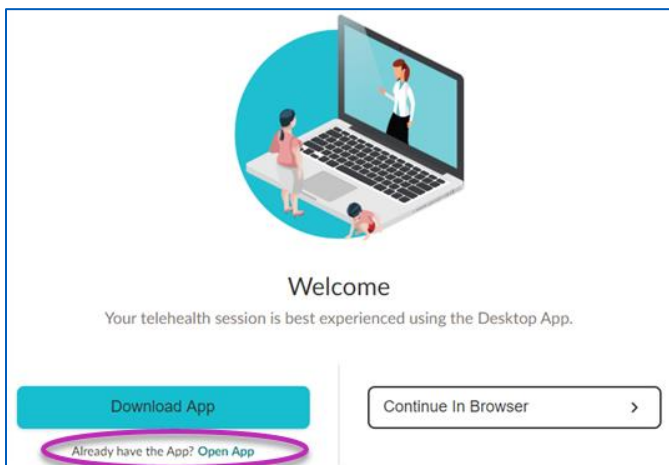 Welcome
Your telehealth session is best experienced using the Desktop App.
Download App
Already have the App? Open App
Continue In Browser